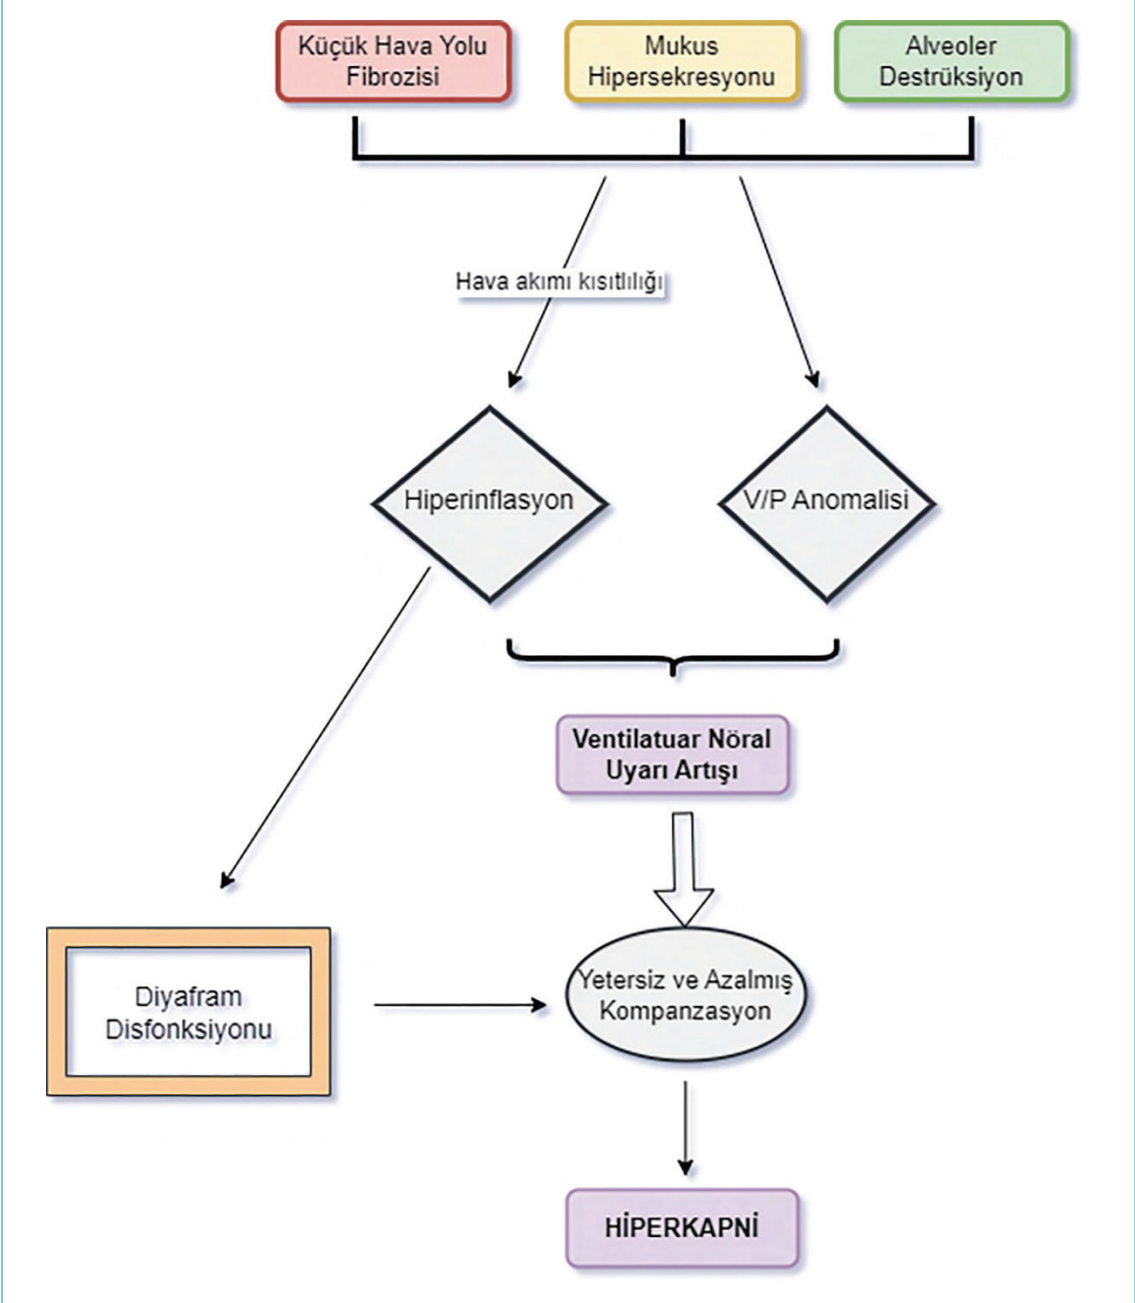 Küçük Hava Yolu
Fibrozisi
Mukus
Hipersekresyonu
Alveoler
Destrüksiyon
Hava akımı kısıtlılığı
Hiperinflasyon
V/P Anomalisi
Ventilatuar Nöral
Uyarı Artışı
Diyafram
Disfonksiyonu
Yetersiz ve Azalmış
Kompanzasyon
HİPERKAPNİ